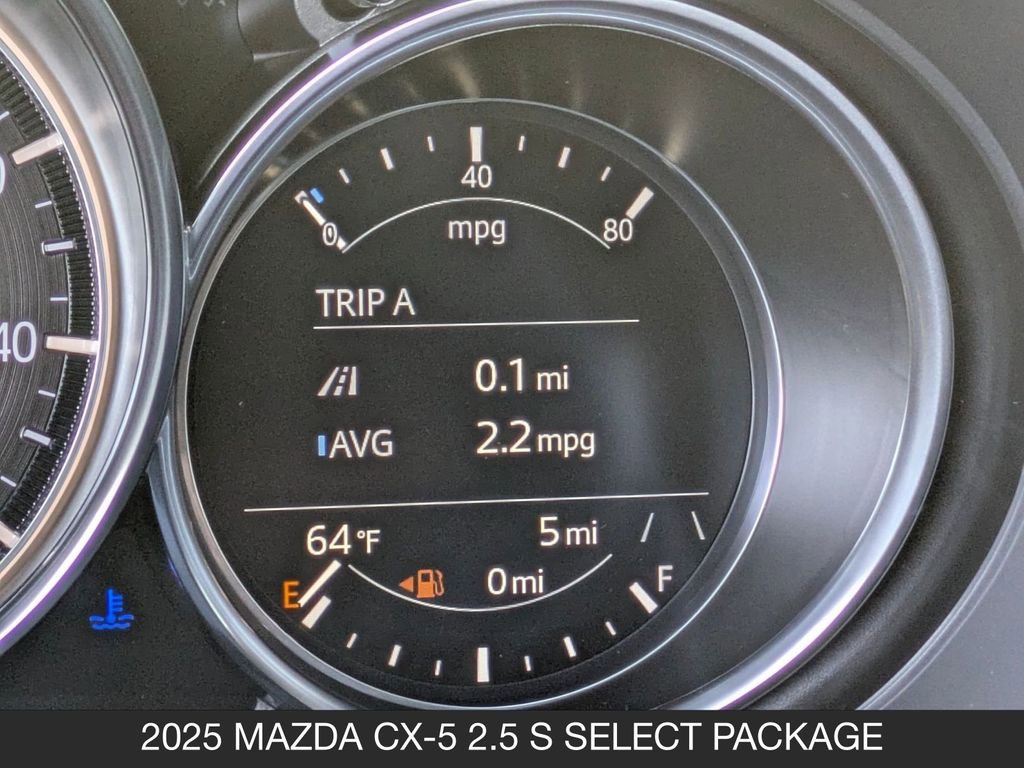 40
40
mpg
0
80
TRIP A
0.1 mi
AVG
2.2 mpg
64 °F
5 mi
E
0 mi
F
2025 MAZDA CX-5 2.5 S SELECT PACKAGE